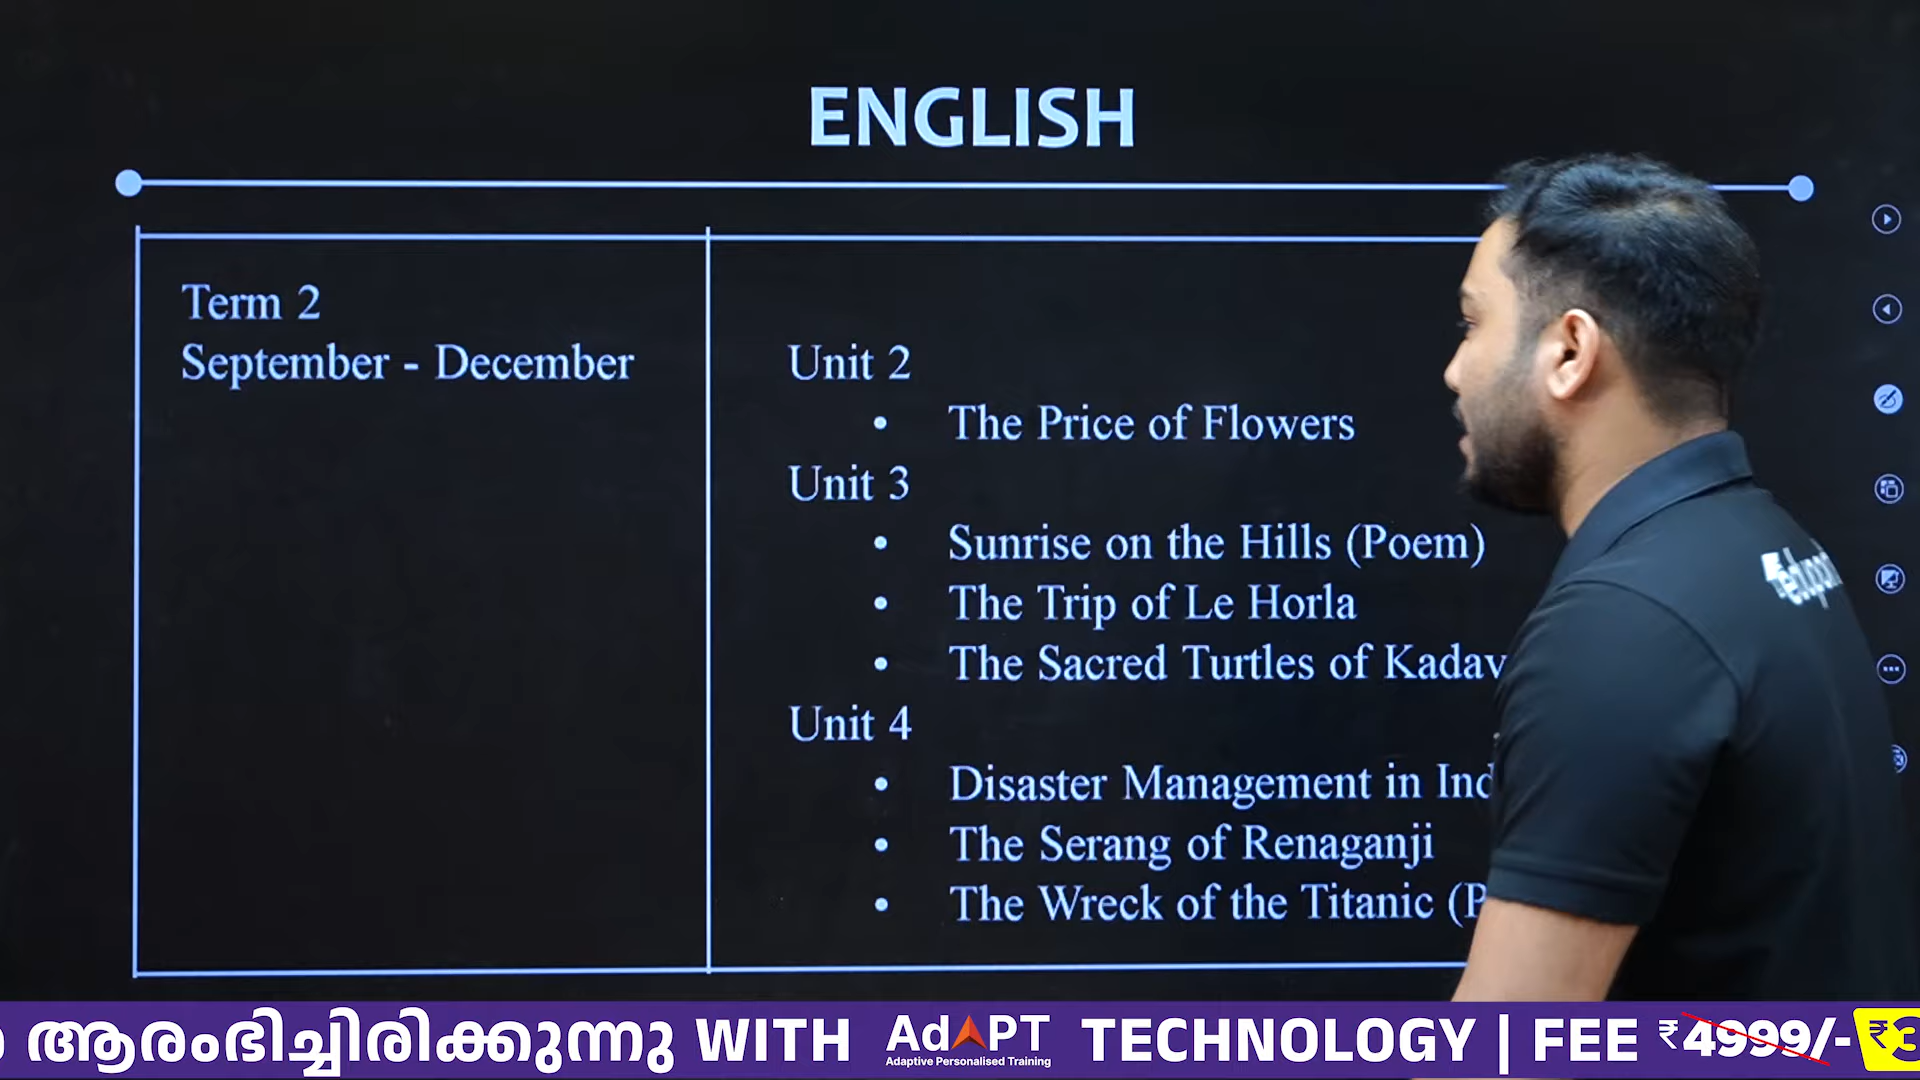 ENGLISH
Term 2
September - December
Unit 2
• The Price of Flowers
Unit 3
• Sunrise on the Hills (Poem)
• The Trip of Le Horla
• The Sacred Turtles of
Unit 4
• Disaster Management in
• The Serang of Renaganji
• The Wreck of the Titanic
ആരംഭിച്ചിരിക്കുന്നു WITH AdAPT TECHNOLOGY | FEE ₹4999/-
Adaptive Personalised Training